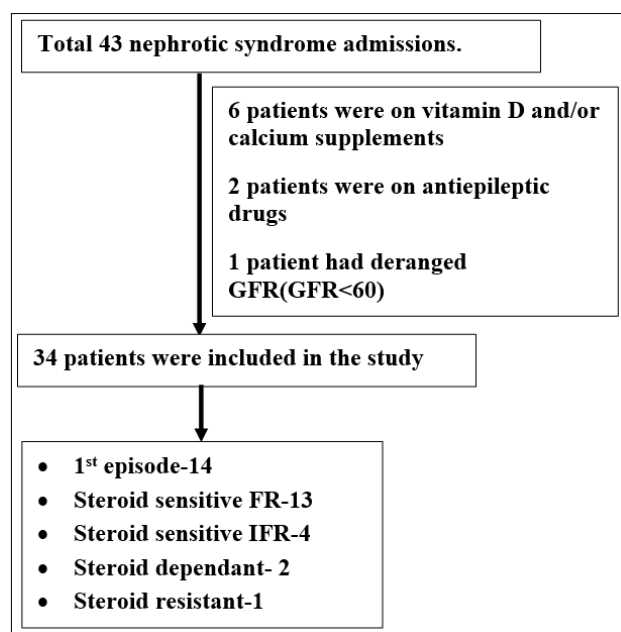 Total 43 nephrotic syndrome admissions.
6 patients were on vitamin D and/or
calcium supplements
2 patients were on antiepileptic
drugs
1 patient had deranged
GFR(GFR<60)
34 patients were included in the study
• 1st episode-14
• Steroid sensitive FR-13
• Steroid sensitive IFR-4
• Steroid dependant- 2
• Steroid resistant-1